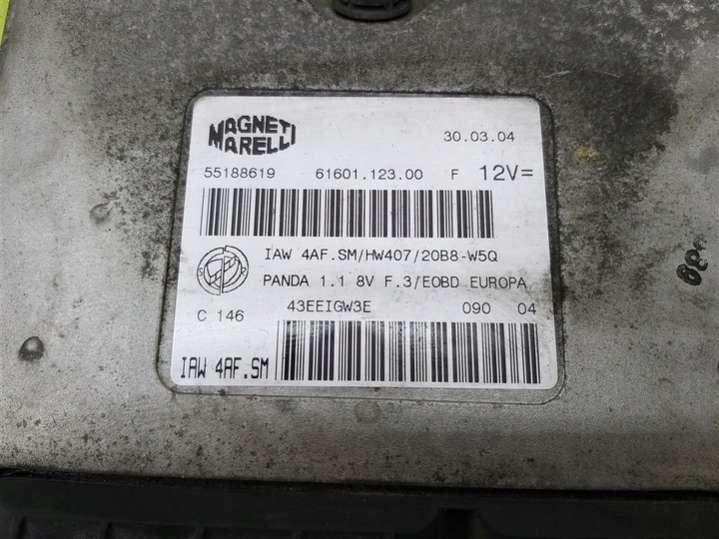 MAGNETI
MARELLI
30.03.04
55188619 61601.123.00 F 12V=
IAW 4AF.SM/HW407/20B8-W5Q
PANDA 1.1 8V F.3/EOBD EUROPA
C 146 43EEIGW3E 090 04
IAW 4AF.SM